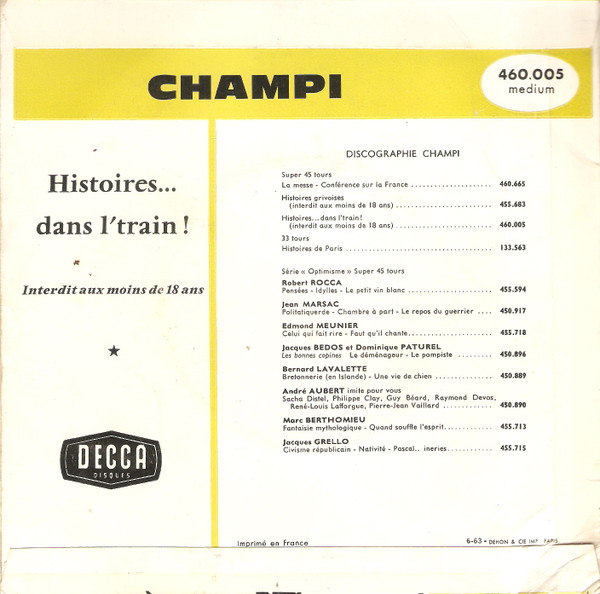 CHAMPI
460.005
medium
Histoires...
dans l'train !
Interdit aux moins de 18 ans
DECCA
DISQUES
DISCOGRAPHIE CHAMPI
Super 45 tours
La messe - Conférence sur la France ...................... 460.665
Histoires grivoises
(interdit aux moins de 18 ans) .................... 455.683
Histoires...dans l'train!
(interdit aux moins de 18 ans) .................... 460.005
33 tours
Histoires de Paris ........................................ 133.563
Série « Optimisme » Super 45 tours
Robert ROCCA
Pensées - Idylles - Le petit vin blanc ........................ 455.594
Jean MARSAC
Politatiquerde - Chambre à part - Le repos du guerrier .... 450.917
Edmond MEUNIER
Celui qui fait rire - Faut qu'il chante........................ 455.718
Jacques BEDOS et Dominique PATUREL
Les bonnes copines Le déménageur - Le pompiste ......... 450.896
Bernard LAVALETTE
Bretonnerie (en Islande) - Une vie de chien ................ 450.889
André AUBERT imite pour vous
Sacha Distel, Philippe Clay, Guy Béard, Raymond Devos,
René-Louis Lafforgue, Pierre-Jean Vaillard .............. 450.890
Marc BERTHOMIEU
Fantaisie mythologique - Quand souffle l'esprit............. 455.713
Jacques GRELLO
Civisme républicain - Nativité - Pascal.. ineries............ 455.715
Imprimé en France
6-63 - DEHON & CIE IMP PARIS